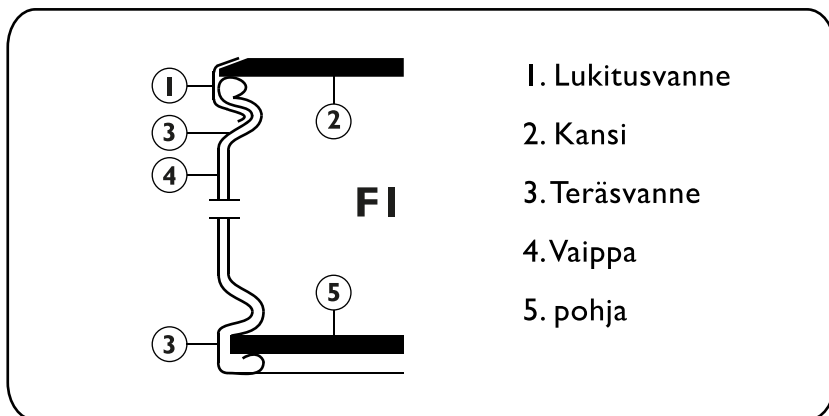 1
2
3
4
FI
5
3
1. Lukitusvanne
2. Kansi
3. Teräsvanne
4. Vaippa
5. pohja